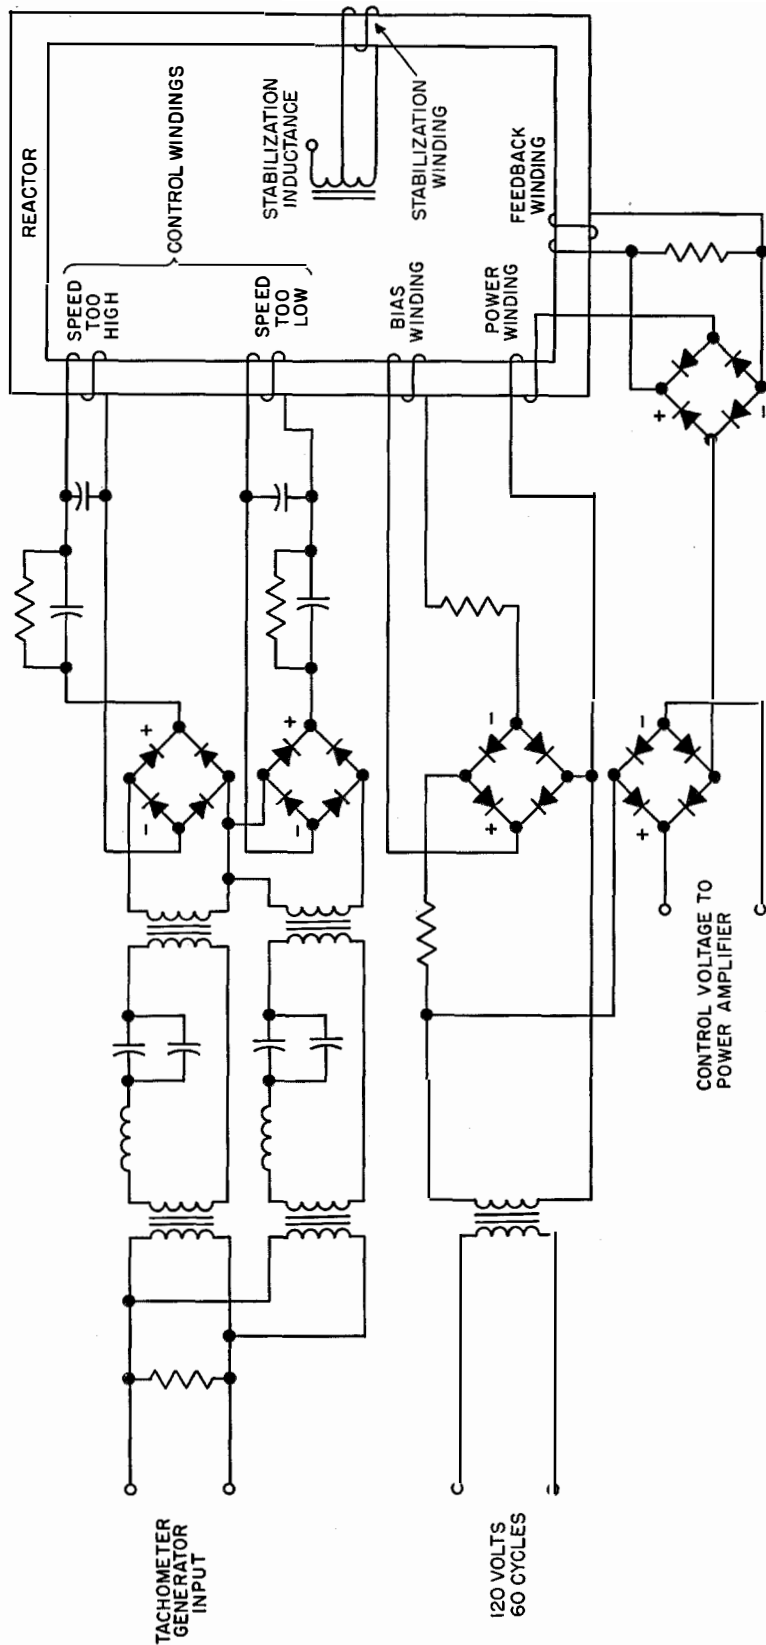 REACTOR
CONTROL WINDINGS
SPEED
TOO
HIGH
SPEED
TOO
LOW
STABILIZATION
INDUCTANCE
STABILIZATION
WINDING
BIAS
WINDING
POWER
WINDING
FEEDBACK
WINDING
+
-
+
-
-
+
-
+
+
-
TACHOMETER
GENERATOR
INPUT
120 VOLTS
60 CYCLES
CONTROL VOLTAGE TO
POWER AMPLIFIER